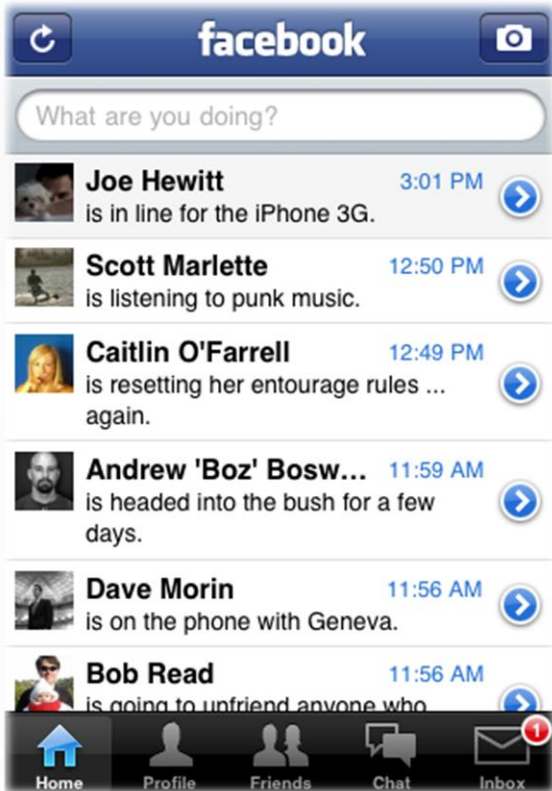 facebook
What are you doing?
Joe Hewitt 3:01 PM
is in line for the iPhone 3G.
Scott Marlette 12:50 PM
is listening to punk music.
Caitlin O'Farrell 12:49 PM
is resetting her entourage rules ...
again.
Andrew 'Boz' Bosw... 11:59 AM
is headed into the bush for a few
days.
Dave Morin 11:56 AM
is on the phone with Geneva.
Bob Read 11:56 AM
is going to unfriend anyone who
1
Home Profile Friends Chat Inbox